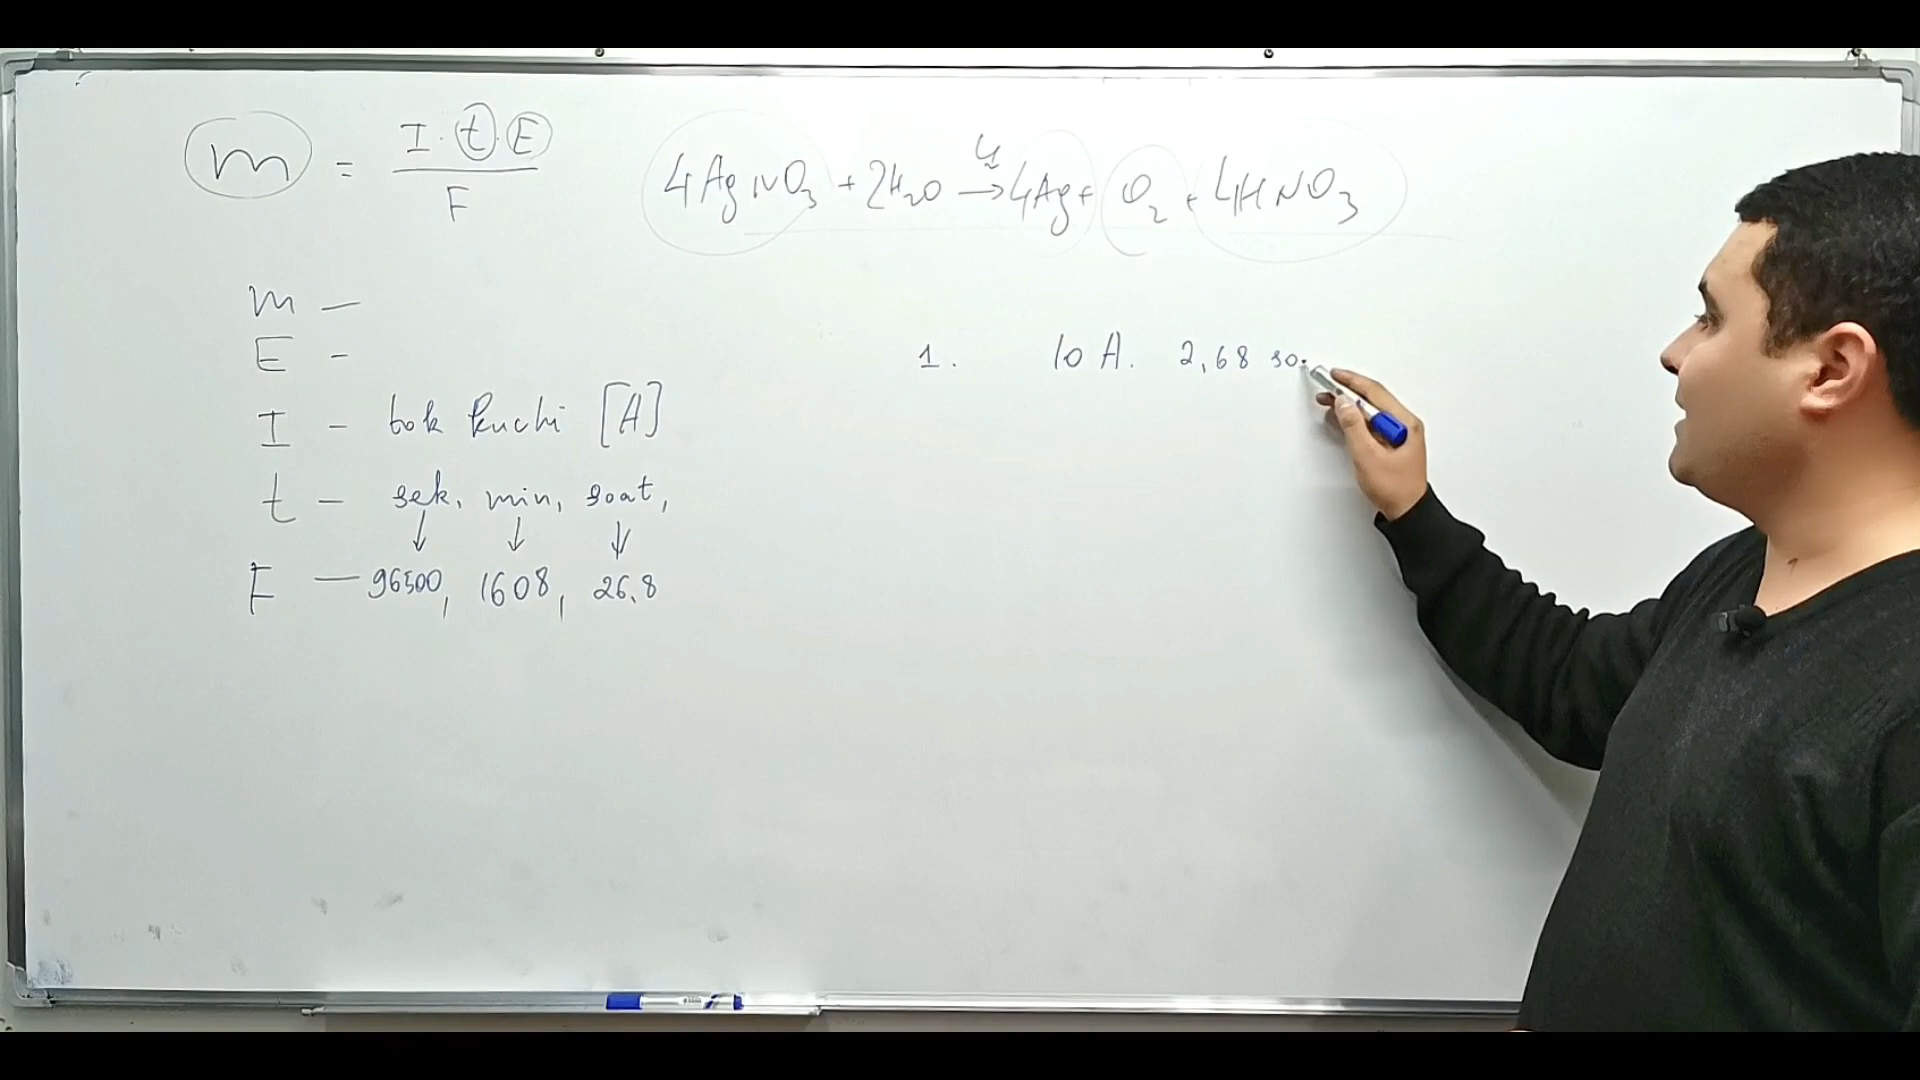 m = I · t · E / F
4AgNO3 + 2H2O → 4Ag + O2 + 4HNO3
m —
E -
I - tok kuchi [A]
t - sek, min, soat,
↓ ↓ ↓
F — 96500, 1608, 26.8
1. 10 A. 2,68 so